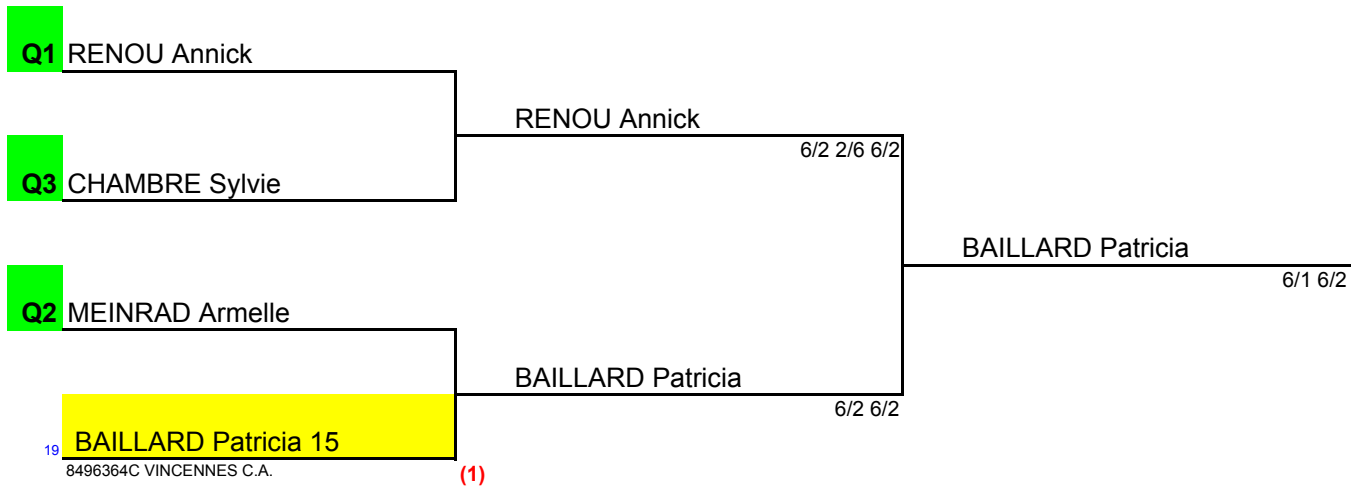 Q1 RENOU Annick
RENOU Annick
6/2 2/6 6/2
Q3 CHAMBRE Sylvie
BAILLARD Patricia
6/1 6/2
Q2 MEINRAD Armelle
BAILLARD Patricia
6/2 6/2
19 BAILLARD Patricia 15
8496364C VINCENNES C.A.
(1)